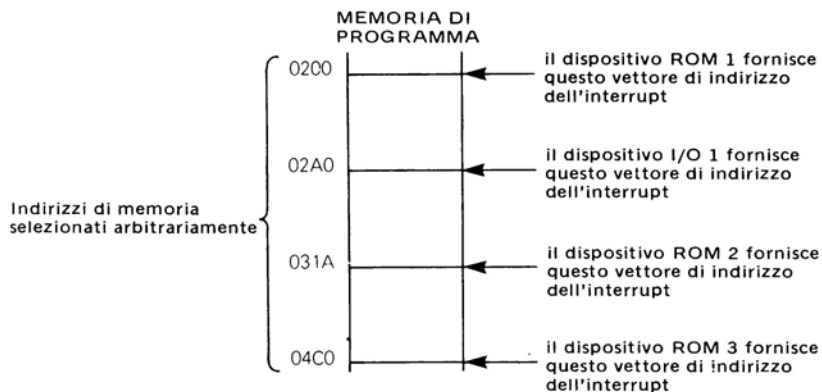 MEMORIA DI
PROGRAMMA
0200
il dispositivo ROM 1 fornisce
questo vettore di indirizzo
dell'interrupt
02A0
il dispositivo I/O 1 fornisce
questo vettore di indirizzo
dell'interrupt
Indirizzi di memoria
selezionati arbitrariamente
031A
il dispositivo ROM 2 fornisce
questo vettore di indirizzo
dell'interrupt
04C0
il dispositivo ROM 3 fornisce
questo vettore di indirizzo
dell'interrupt